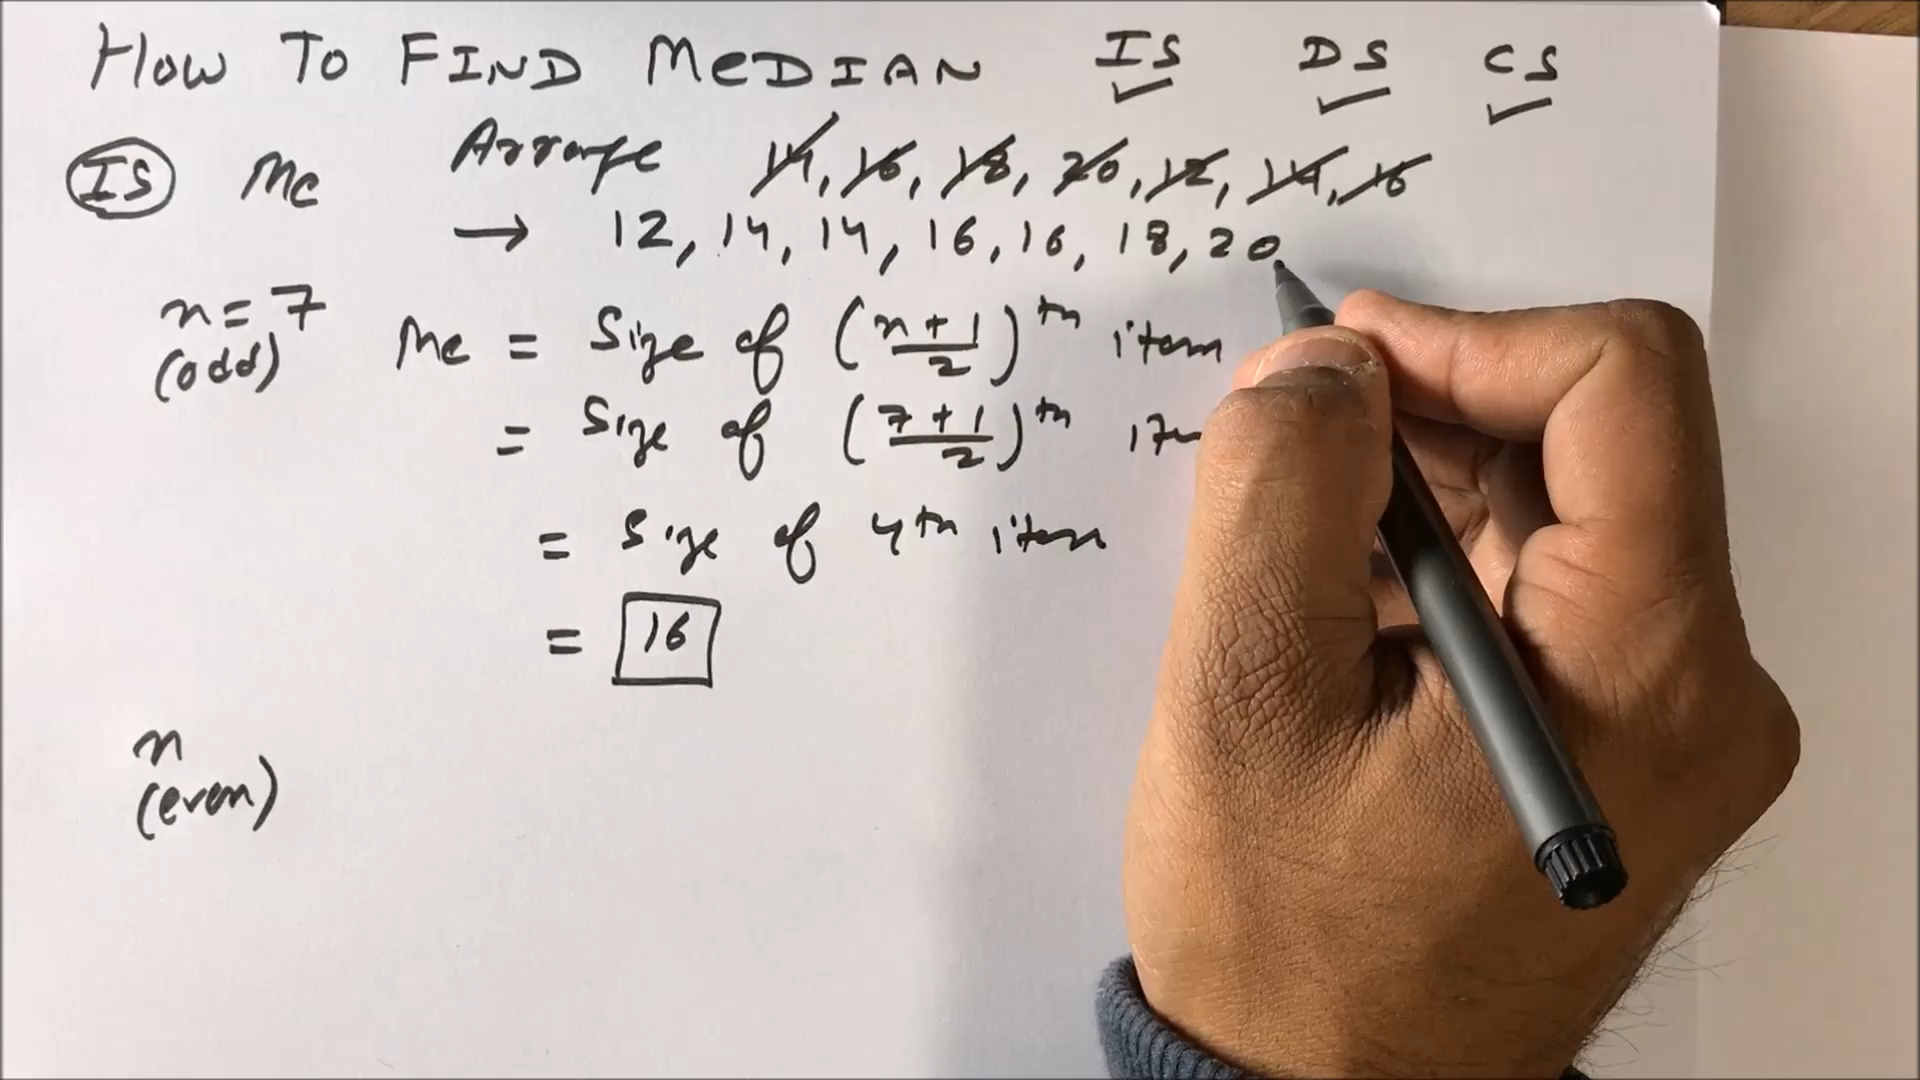 HOW TO FIND MEDIAN IS DS CS
IS Me Arrange 14, 16, 18, 20, 12, 14, 16
→ 12, 14, 14, 16, 16, 18, 20
n = 7
(odd)
Me = Size of (n+1/2)th item
= Size of (7+1/2)th
= Size of 4th item
= 16
n
(even)